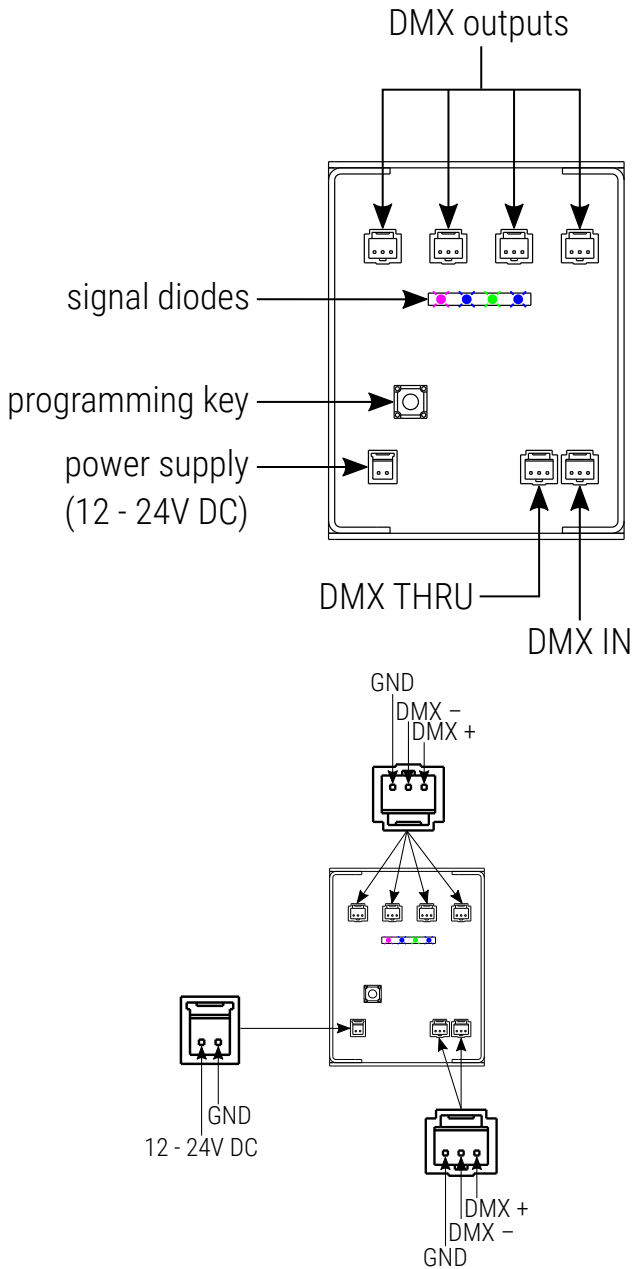 DMX outputs
signal diodes
programming key
power supply
(12 - 24V DC)
DMX THRU
DMX IN
GND
DMX –
DMX +
GND
12 - 24V DC
DMX +
DMX –
GND